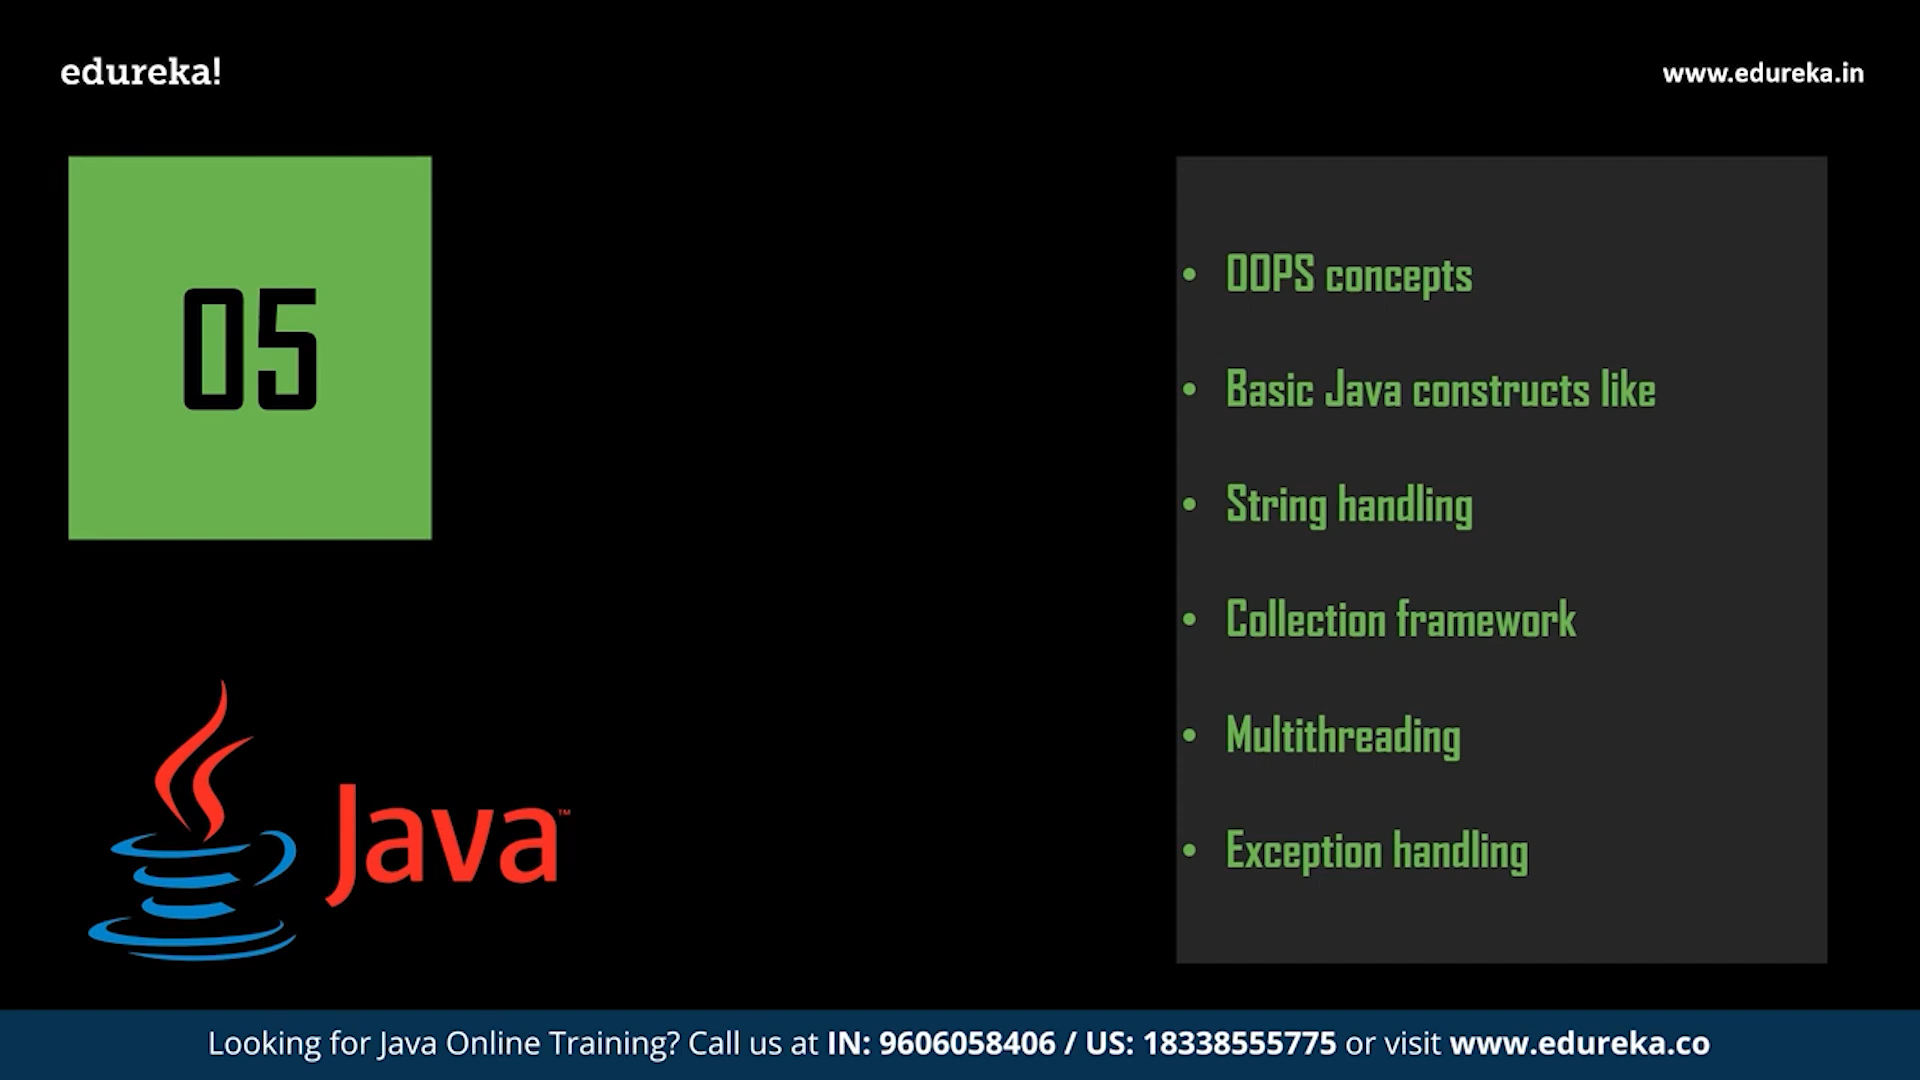 edureka!
www.edureka.in
05
• OOPS concepts
• Basic Java constructs like
• String handling
• Collection framework
• Multithreading
• Exception handling
Java™
Looking for Java Online Training? Call us at IN: 9606058406 / US: 18338555775 or visit www.edureka.co